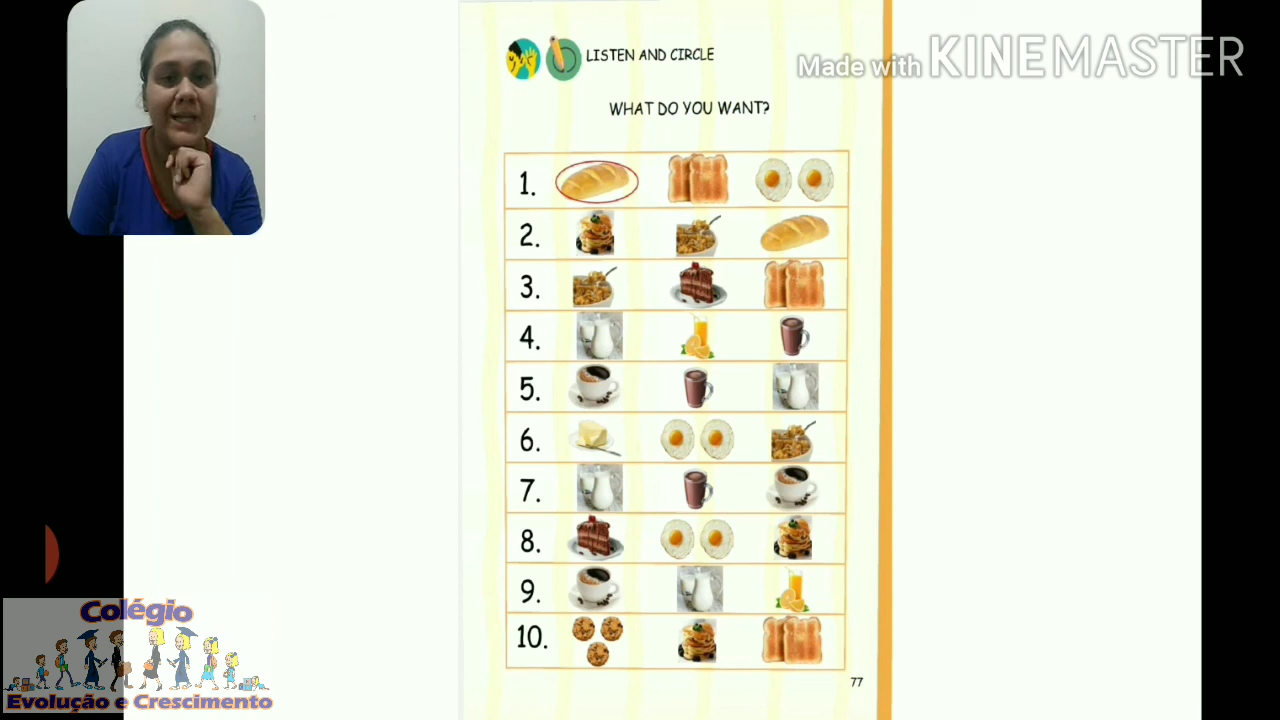 LISTEN AND CIRCLE
Made with KINEMASTER
WHAT DO YOU WANT?
1.
2.
3.
4.
5.
6.
7.
8.
9.
10.
77
Colégio
Evolução e Crescimento